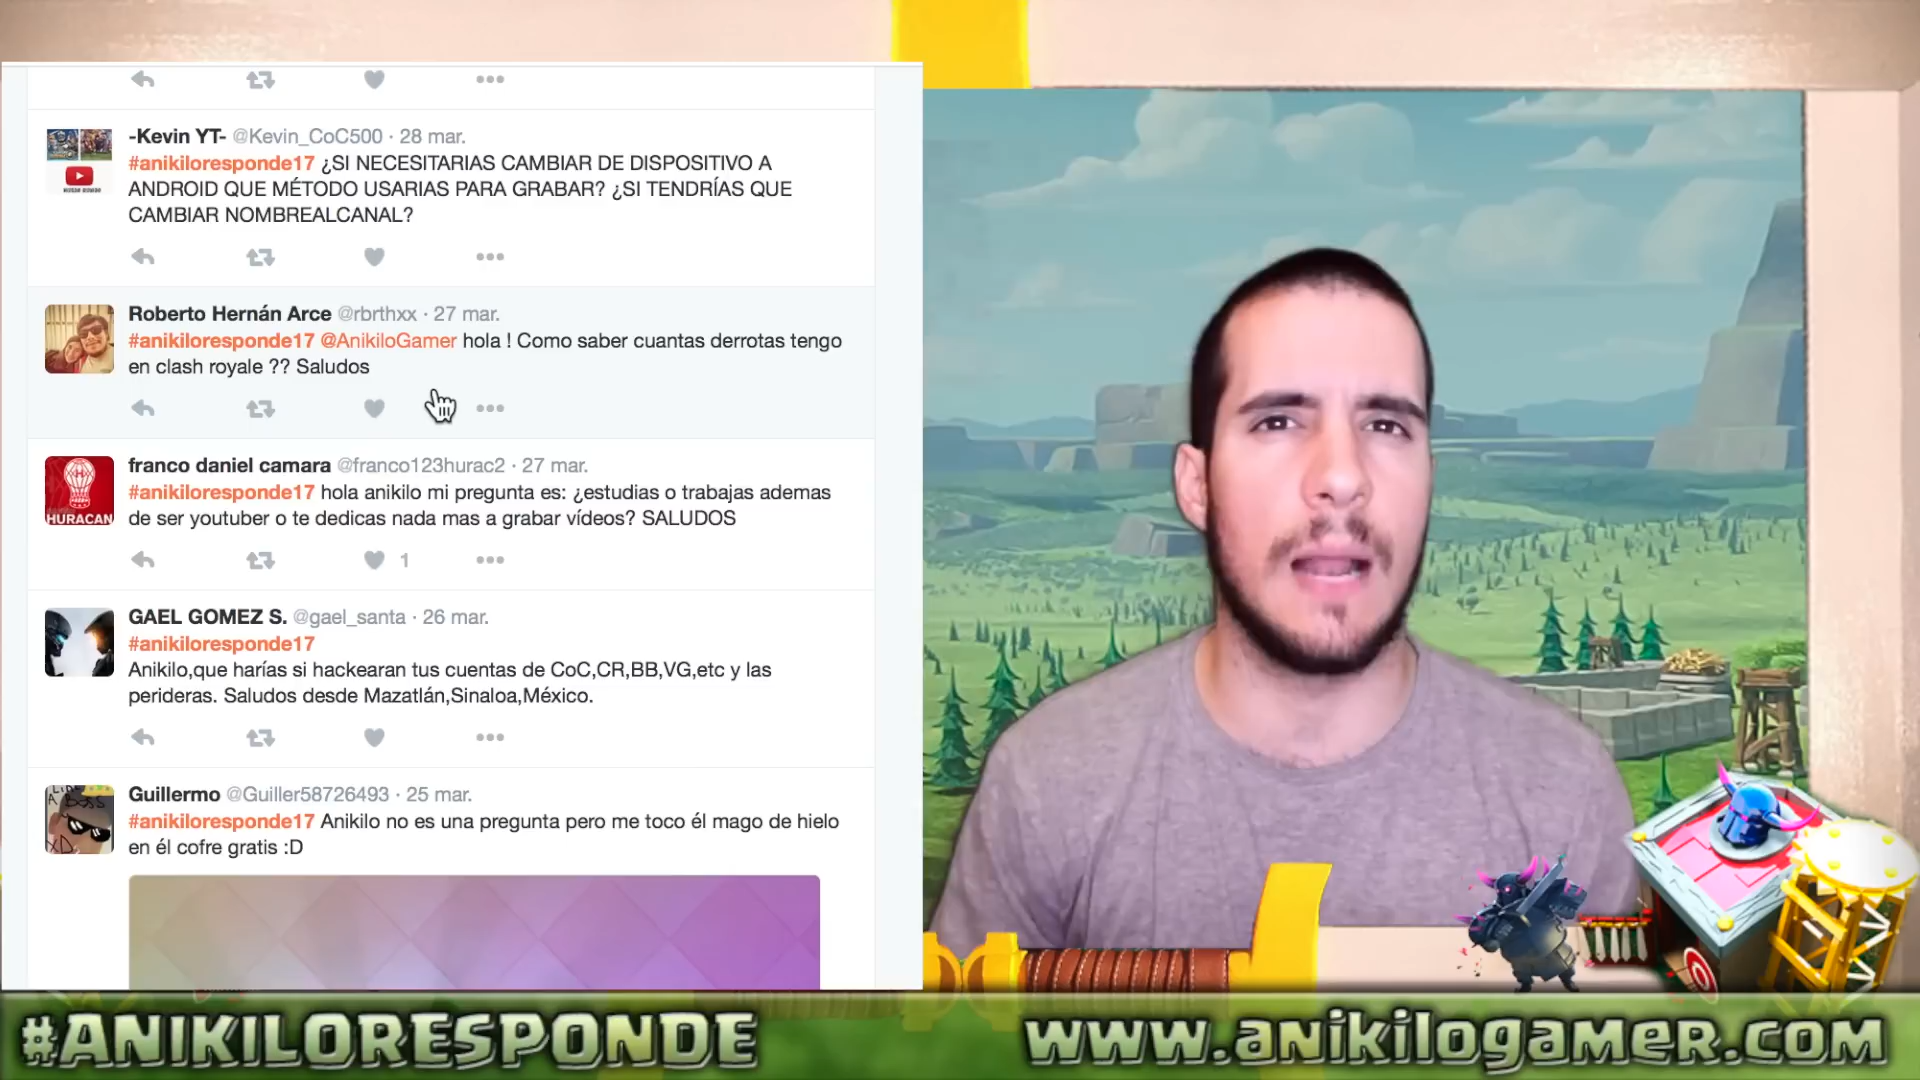 -Kevin YT- @Kevin_CoC500 · 28 mar.
#anikiloresponde17 ¿SI NECESITARIAS CAMBIAR DE DISPOSITIVO A
ANDROID QUE MÉTODO USARIAS PARA GRABAR? ¿SI TENDRÍAS QUE
CAMBIAR NOMBREALCANAL?
Roberto Hernán Arce @rbrthxx · 27 mar.
#anikiloresponde17 @AnikiloGamer hola ! Como saber cuantas derrotas tengo
en clash royale ?? Saludos
HURACAN
franco daniel camara @franco123hurac2 · 27 mar.
#anikiloresponde17 hola anikilo mi pregunta es: ¿estudias o trabajas ademas
de ser youtuber o te dedicas nada mas a grabar vídeos? SALUDOS
1
GAEL GOMEZ S. @gael_santa · 26 mar.
#anikiloresponde17
Anikilo,que harías si hackearan tus cuentas de CoC,CR,BB,VG,etc y las
perideras. Saludos desde Mazatlán,Sinaloa,México.
Guillermo @Guiller58726493 · 25 mar.
#anikiloresponde17 Anikilo no es una pregunta pero me toco él mago de hielo
en él cofre gratis :D
#ANIKILORESPONDE
www.anikilogamer.com